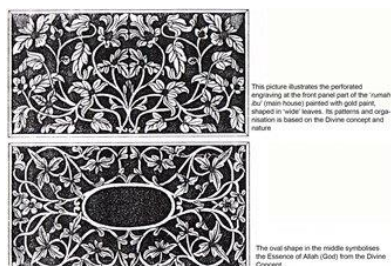 This picture illustrates the perforated
engraving at the front panel part of the 'rumah
ibu' (main house) painted with gold paint,
shaped in 'wide' leaves. Its patterns and orga-
nisation is based on the Divine concept and
nature
The oval shape in the middle symbolises
the Essence of Allah (God) from the Divine
Concept